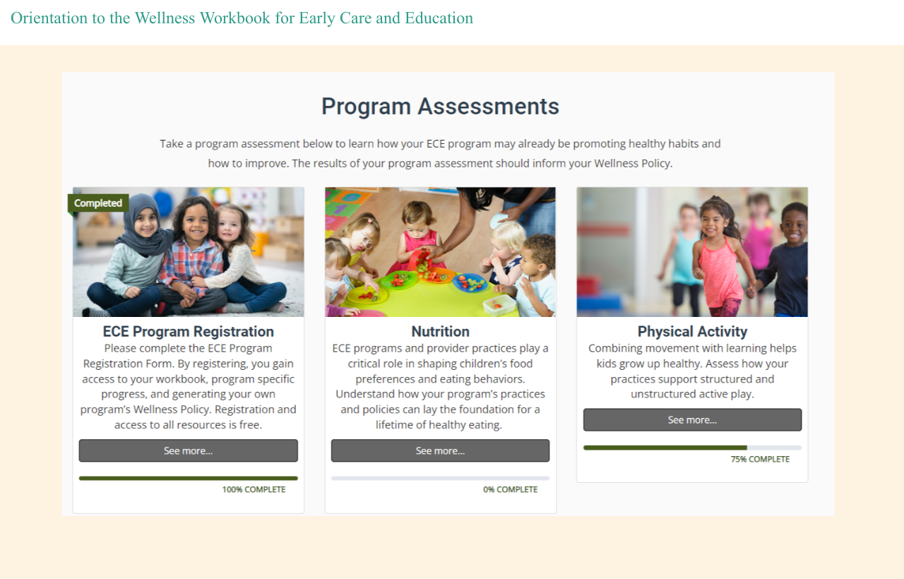 Orientation to the Wellness Workbook for Early Care and Education
Program Assessments
Take a program assessment below to learn how your ECE program may already be promoting healthy habits and
how to improve. The results of your program assessment should inform your Wellness Policy.
Completed
ECE Program Registration
Please complete the ECE Program
Registration Form. By registering, you gain
access to your workbook, program specific
progress, and generating your own
program's Wellness Policy. Registration and
access to all resources is free.
See more...
100% COMPLETE
Nutrition
ECE programs and provider practices play a
critical role in shaping children's food
preferences and eating behaviors.
Understand how your program's practices
and policies can lay the foundation for a
lifetime of healthy eating.
See more...
0% COMPLETE
Physical Activity
Combining movement with learning helps
kids grow up healthy. Assess how your
practices support structured and
unstructured active play.
See more...
75% COMPLETE